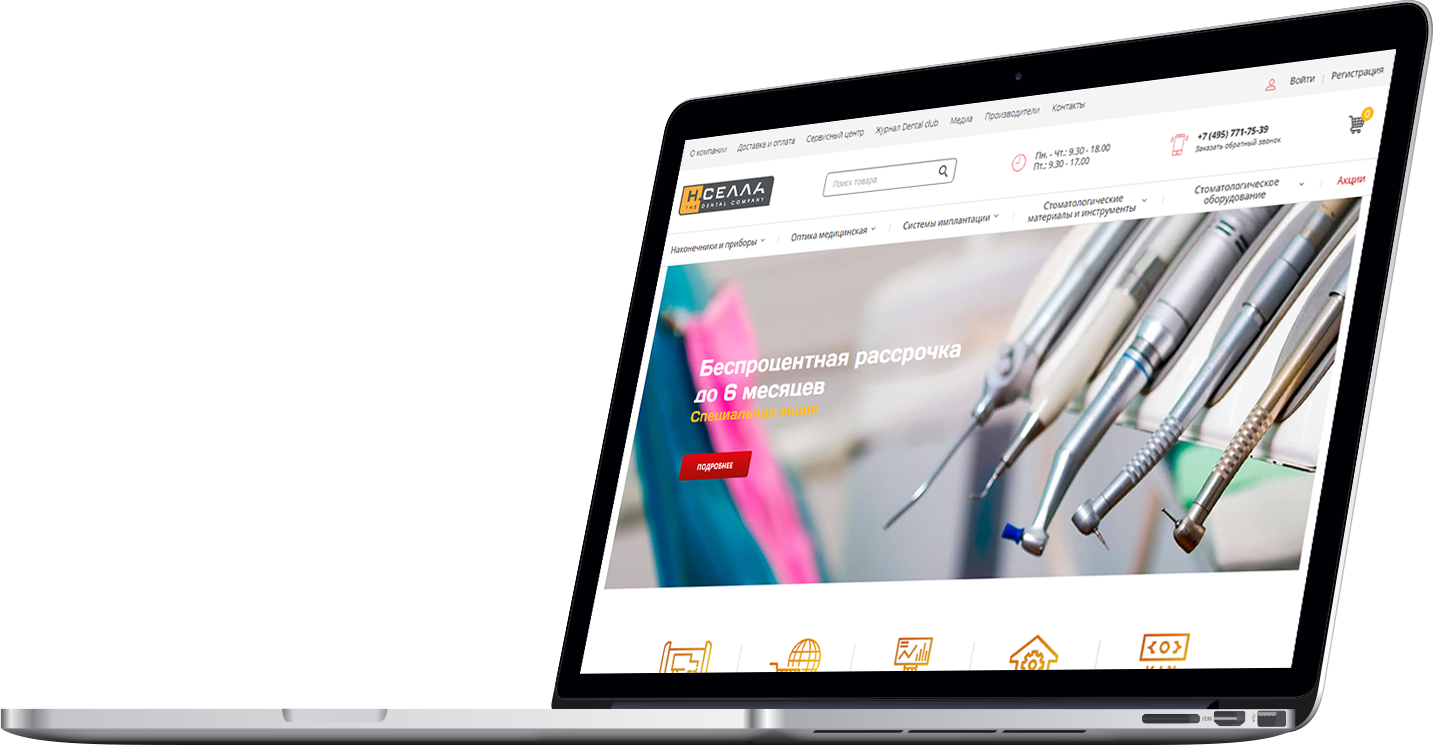 О компании
Доставка и оплата
Сервисный центр
Журнал Dental club
Медиа
Производители
Контакты
Войти
Регистрация
Н.СЕЛЛА
THE DENTAL COMPANY
Поиск товара
Пн. - Чт.: 9.30 - 18.00
Пт.: 9.30 - 17.00
+7 (495) 771-75-39
Заказать обратный звонок
0
Наконечники и приборы
Оптика медицинская
Системы имплантации
Стоматологические
материалы и инструменты
Стоматологическое
оборудование
Акции
Беспроцентная рассрочка
до 6 месяцев
Специальная акция
ПОДРОБНЕЕ
HDMI